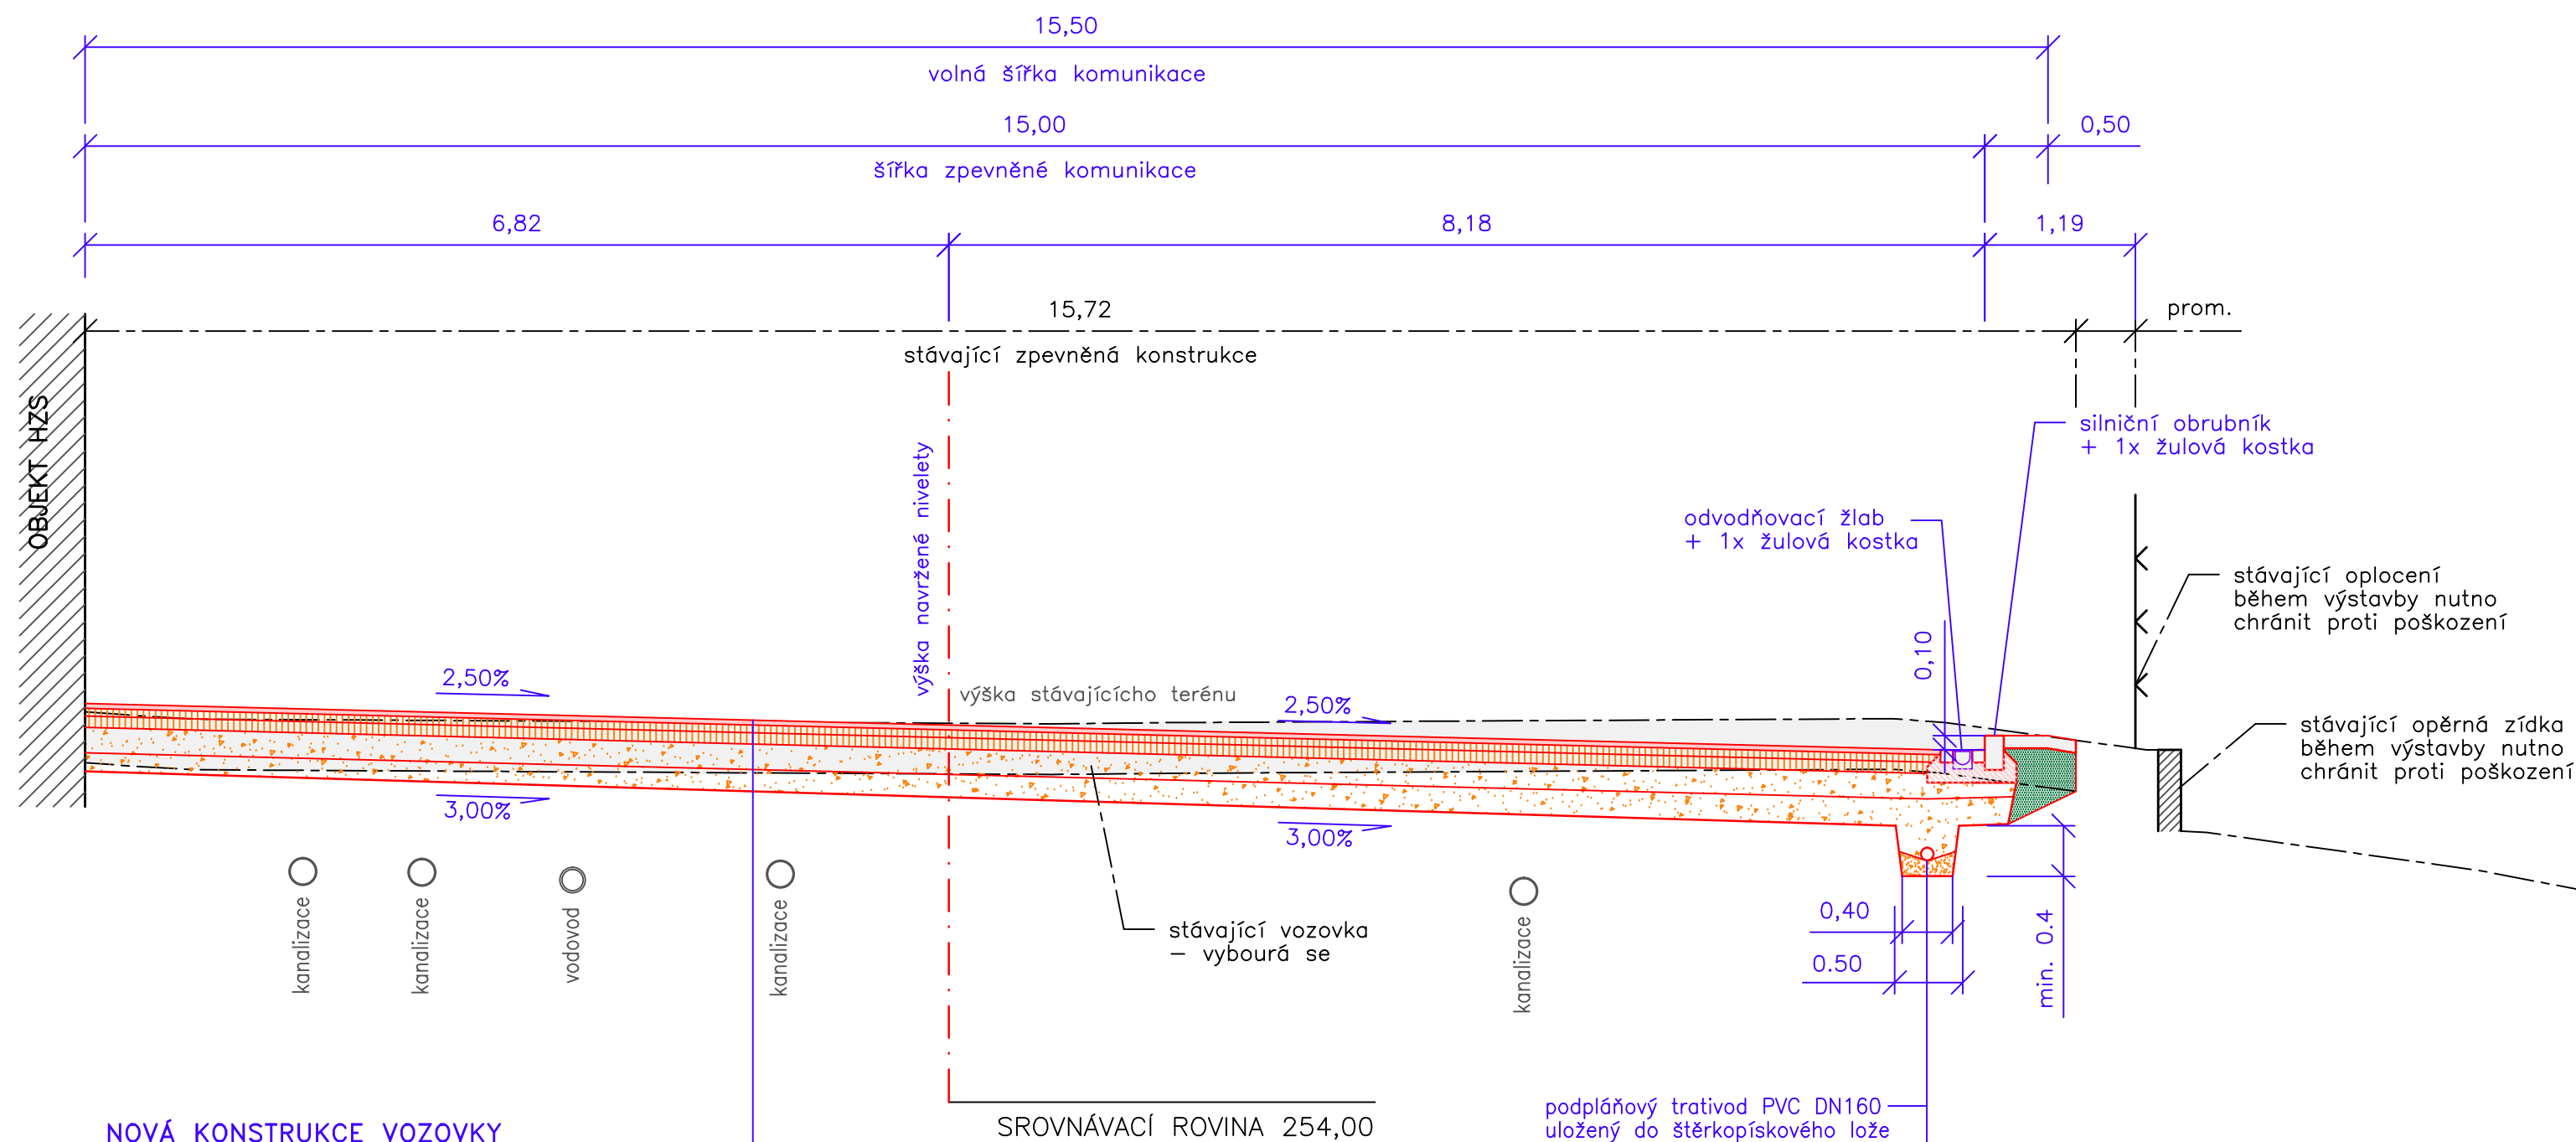 15,50
volná šířka komunikace
15,00
0,50
šířka zpevněné komunikace
6,82
8,18
1,19
15,72
prom.
stávající zpevněná konstrukce
OBJEKT HZS
silniční obrubník
+ 1x žulová kostka
výška navržené nivelety
odvodňovací žlab
+ 1x žulová kostka
stávající oplocení
během výstavby nutno
chránit proti poškození
0,10
2,50%
výška stávajícícho terénu
2,50%
stávající opěrná zídka
během výstavby nutno
chránit proti poškození
3,00%
3,00%
kanalizace
kanalizace
vodovod
kanalizace
kanalizace
stávající vozovka
– vybourá se
0,40
0.50
min. 0.4
podpláňový trativod PVC DN160
uložený do štěrkopískového lože
SROVNÁVACÍ ROVINA 254,00
NOVÁ KONSTRUKCE VOZOVKY